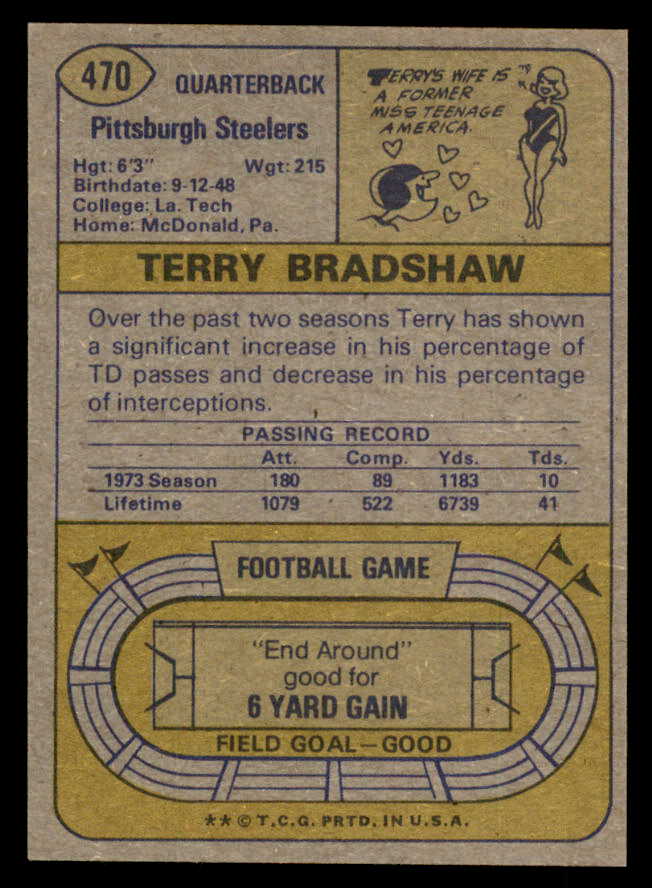 470
QUARTERBACK
Pittsburgh Steelers
Hgt: 6'3" Wgt: 215
Birthdate: 9-12-48
College: La. Tech
Home: McDonald, Pa.
TERRY'S WIFE IS
A FORMER
MISS TEENAGE
AMERICA.
TERRY BRADSHAW
Over the past two seasons Terry has shown
a significant increase in his percentage of
TD passes and decrease in his percentage
of interceptions.
PASSING RECORD
Att. Comp. Yds. Tds.
1973 Season 180 89 1183 10
Lifetime 1079 522 6739 41
FOOTBALL GAME
"End Around"
good for
6 YARD GAIN
FIELD GOAL—GOOD
** © T.C.G. PRTD. IN U.S.A.